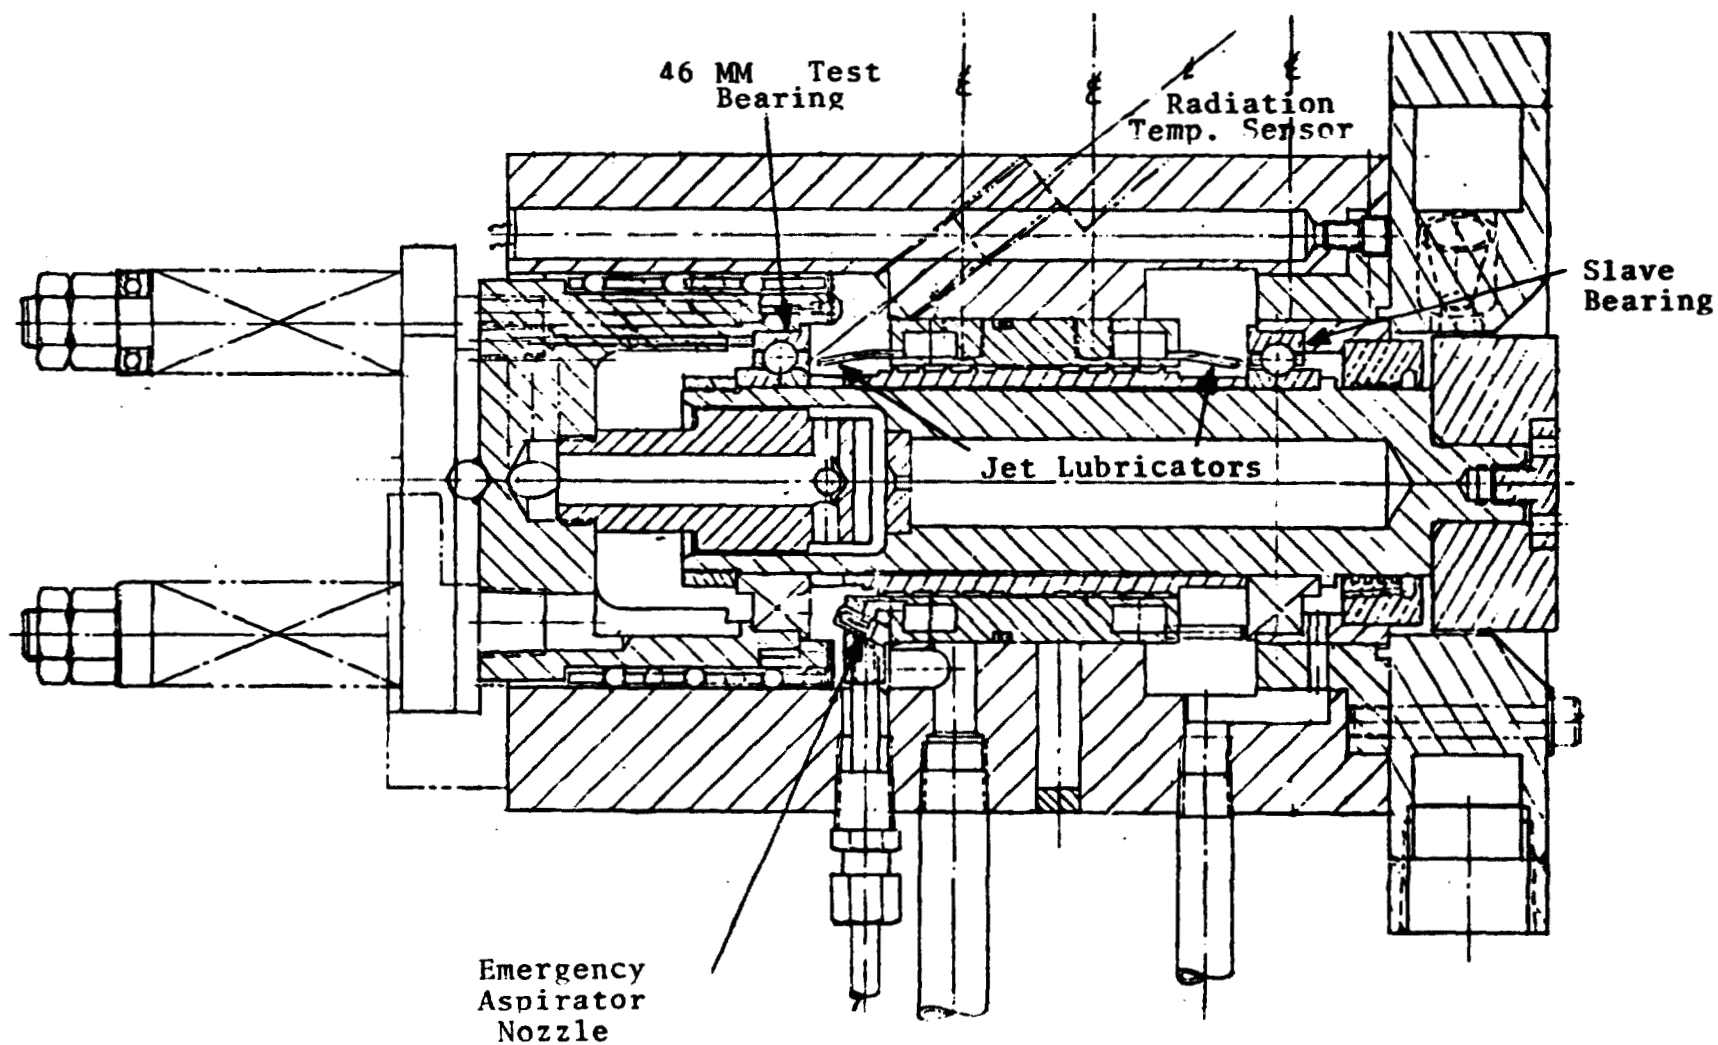 46 MM Test
Bearing
Radiation
Temp. Sensor
Slave
Bearing
Jet Lubricators
Emergency
Aspirator
Nozzle